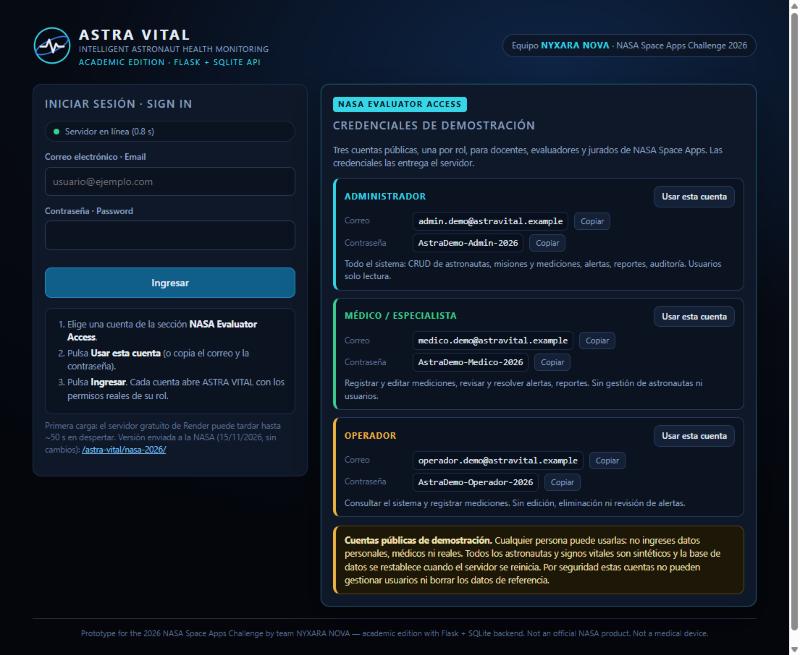 ASTRA VITAL
INTELLIGENT ASTRONAUT HEALTH MONITORING
ACADEMIC EDITION · FLASK + SQLITE API
Equipo NYXARA NOVA · NASA Space Apps Challenge 2026
INICIAR SESIÓN · SIGN IN
Servidor en línea (0.8 s)
Correo electrónico · Email
usuario@ejemplo.com
Contraseña · Password
Ingresar
1. Elige una cuenta de la sección NASA Evaluator
Access.
2. Pulsa Usar esta cuenta (o copia el correo y la
contraseña).
3. Pulsa Ingresar. Cada cuenta abre ASTRA VITAL con los
permisos reales de su rol.
Primera carga: el servidor gratuito de Render puede tardar hasta
~50 s en despertar. Versión enviada a la NASA (15/11/2026, sin
cambios): /astra-vital/nasa-2026/
NASA EVALUATOR ACCESS
CREDENCIALES DE DEMOSTRACIÓN
Tres cuentas públicas, una por rol, para docentes, evaluadores y jurados de NASA Space Apps. Las
credenciales las entrega el servidor.
ADMINISTRADOR
Usar esta cuenta
Correo admin.demo@astravital.example Copiar
Contraseña AstraDemo-Admin-2026 Copiar
Todo el sistema: CRUD de astronautas, misiones y mediciones, alertas, reportes, auditoría. Usuarios
solo lectura.
MÉDICO / ESPECIALISTA
Usar esta cuenta
Correo medico.demo@astravital.example Copiar
Contraseña AstraDemo-Medico-2026 Copiar
Registrar y editar mediciones, revisar y resolver alertas, reportes. Sin gestión de astronautas ni
usuarios.
OPERADOR
Usar esta cuenta
Correo operador.demo@astravital.example Copiar
Contraseña AstraDemo-Operador-2026 Copiar
Consultar el sistema y registrar mediciones. Sin edición, eliminación ni revisión de alertas.
Cuentas públicas de demostración. Cualquier persona puede usarlas: no ingreses datos
personales, médicos ni reales. Todos los astronautas y signos vitales son sintéticos y la base de
datos se restablece cuando el servidor se reinicia. Por seguridad estas cuentas no pueden
gestionar usuarios ni borrar los datos de referencia.
Prototype for the 2026 NASA Space Apps Challenge by team NYXARA NOVA — academic edition with Flask + SQLite backend. Not an official NASA product. Not a medical device.